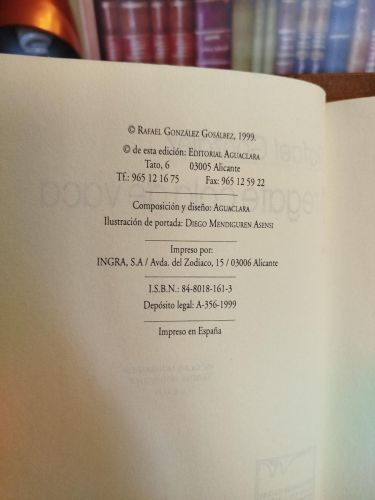 © RAFAEL GONZÁLEZ GOSÁLBEZ, 1999.
© de esta edición: EDITORIAL AGUACLARA
Tato, 6 03005 Alicante
Tf.: 965 12 16 75 Fax: 965 12 59 22
Composición y diseño: AGUACLARA
Ilustración de portada: DIEGO MENDIGUREN ASENSI
Impreso por:
INGRA, S.A / Avda. del Zodiaco, 15 / 03006 Alicante
I.S.B.N.: 84-8018-161-3
Depósito legal: A-356-1999
Impreso en España